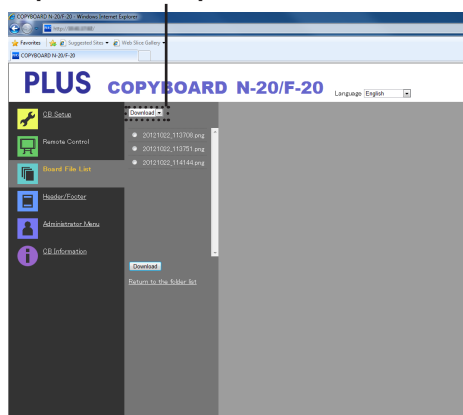 COPYBOARD N-20/F-20 - Windows Internet Explorer
Favorites Suggested Sites Web Slice Gallery
COPYBOARD N-20/F-20
PLUS COPYBOARD N-20/F-20 Language English
CB Setup
Remote Control
Board File List
Header/Footer
Administrator Menu
CB Information
Download
20121022_113708.png
20121022_113751.png
20121022_114144.png
Download
Return to the folder list